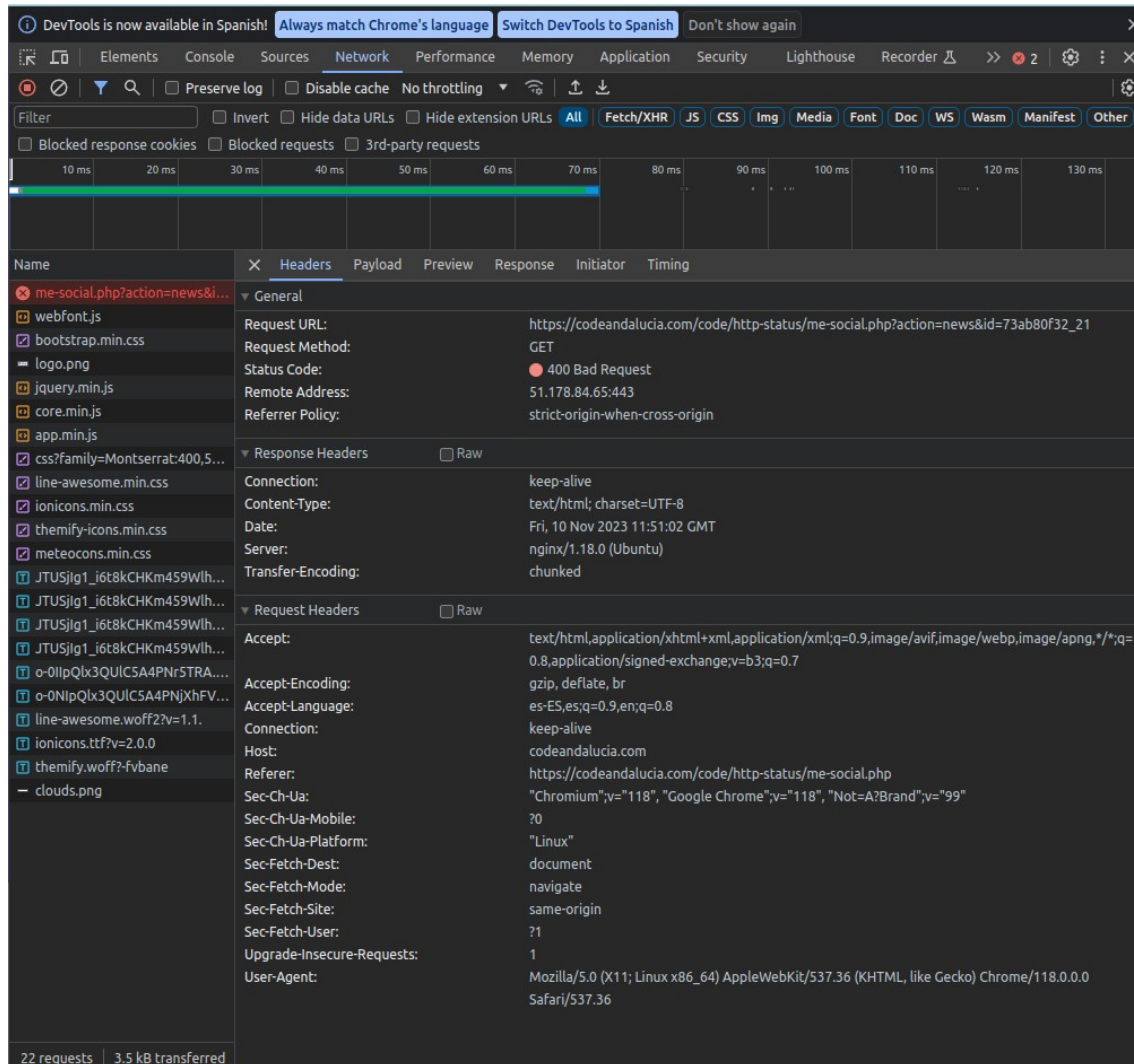 DevTools is now available in Spanish! Always match Chrome's language Switch DevTools to Spanish Don't show again
Elements Console Sources Network Performance Memory Application Security Lighthouse Recorder 2
Preserve log Disable cache No throttling
Filter Invert Hide data URLs Hide extension URLs All Fetch/XHR JS CSS Img Media Font Doc WS Wasm Manifest Other
Blocked response cookies Blocked requests 3rd-party requests
10 ms 20 ms 30 ms 40 ms 50 ms 60 ms 70 ms 80 ms 90 ms 100 ms 110 ms 120 ms 130 ms
Name
me-social.php?action=news&i...
webfont.js
bootstrap.min.css
logo.png
jquery.min.js
core.min.js
app.min.js
css?family=Montserrat:400,5...
line-awesome.min.css
ionicons.min.css
themify-icons.min.css
meteocons.min.css
JTUSjIg1_i6t8kCHKm459Wlh...
JTUSjIg1_i6t8kCHKm459Wlh...
JTUSjIg1_i6t8kCHKm459Wlh...
JTUSjIg1_i6t8kCHKm459Wlh...
o-0IIpQlx3QUlC5A4PNr5TRA....
o-0NIpQlx3QUlC5A4PNjXhFV...
line-awesome.woff2?v=1.1.
ionicons.ttf?v=2.0.0
themify.woff?-fvbane
clouds.png
22 requests 3.5 kB transferred
Headers Payload Preview Response Initiator Timing
General
Request URL: https://codeandalucia.com/code/http-status/me-social.php?action=news&id=73ab80f32_21
Request Method: GET
Status Code: 400 Bad Request
Remote Address: 51.178.84.65:443
Referrer Policy: strict-origin-when-cross-origin
Response Headers Raw
Connection: keep-alive
Content-Type: text/html; charset=UTF-8
Date: Fri, 10 Nov 2023 11:51:02 GMT
Server: nginx/1.18.0 (Ubuntu)
Transfer-Encoding: chunked
Request Headers Raw
Accept: text/html,application/xhtml+xml,application/xml;q=0.9,image/avif,image/webp,image/apng,*/*;q=
0.8,application/signed-exchange;v=b3;q=0.7
Accept-Encoding: gzip, deflate, br
Accept-Language: es-ES,es;q=0.9,en;q=0.8
Connection: keep-alive
Host: codeandalucia.com
Referer: https://codeandalucia.com/code/http-status/me-social.php
Sec-Ch-Ua: "Chromium";v="118", "Google Chrome";v="118", "Not=A?Brand";v="99"
Sec-Ch-Ua-Mobile: ?0
Sec-Ch-Ua-Platform: "Linux"
Sec-Fetch-Dest: document
Sec-Fetch-Mode: navigate
Sec-Fetch-Site: same-origin
Sec-Fetch-User: ?1
Upgrade-Insecure-Requests: 1
User-Agent: Mozilla/5.0 (X11; Linux x86_64) AppleWebKit/537.36 (KHTML, like Gecko) Chrome/118.0.0.0
Safari/537.36